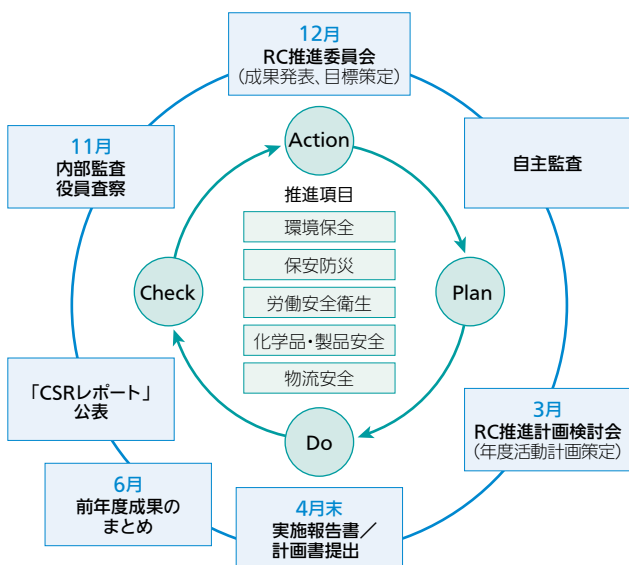 12月
RC推進委員会
（成果発表、目標策定）
自主監査
3月
RC推進計画検討会
（年度活動計画策定）
4月末
実施報告書／
計画書提出
6月
前年度成果の
まとめ
「CSRレポート」
公表
11月
内部監査
役員査察
Action
Plan
Do
Check
推進項目
環境保全
保安防災
労働安全衛生
化学品・製品安全
物流安全